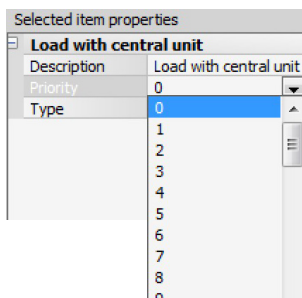 Selected item properties
Load with central unit
Description Load with central unit
Priority 0
Type 0
1
2
3
4
5
6
7
8
9